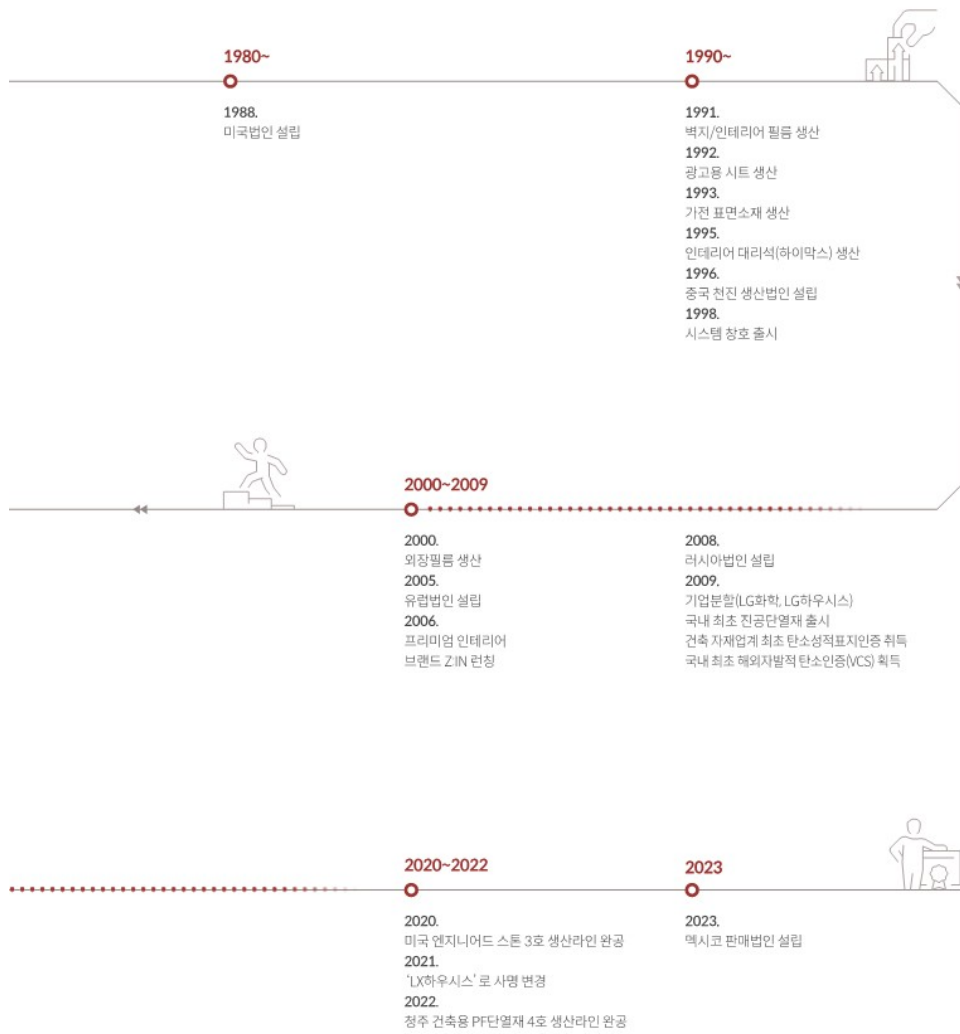 1980~
1988.
미국법인 설립
1990~
1991.
벽지/인테리어 필름 생산
1992.
광고용 시트 생산
1993.
가전 표면소재 생산
1995.
인테리어 대리석(하이막스) 생산
1996.
중국 천진 생산법인 설립
1998.
시스템 창호 출시
2000~2009
2000.
외장필름 생산
2005.
유럽법인 설립
2006.
프리미엄 인테리어
브랜드 Z:IN 런칭
2008.
러시아법인 설립
2009.
기업분할(LG화학, LG하우시스)
국내 최초 진공단열재 출시
건축 자재업계 최초 탄소성적표지인증 취득
국내 최초 해외자발적 탄소인증(VCS) 획득
2020~2022
2020.
미국 엔지니어드 스톤 3호 생산라인 완공
2021.
‘LX하우시스’ 로 사명 변경
2022.
청주 건축용 PF단열재 4호 생산라인 완공
2023
2023.
멕시코 판매법인 설립